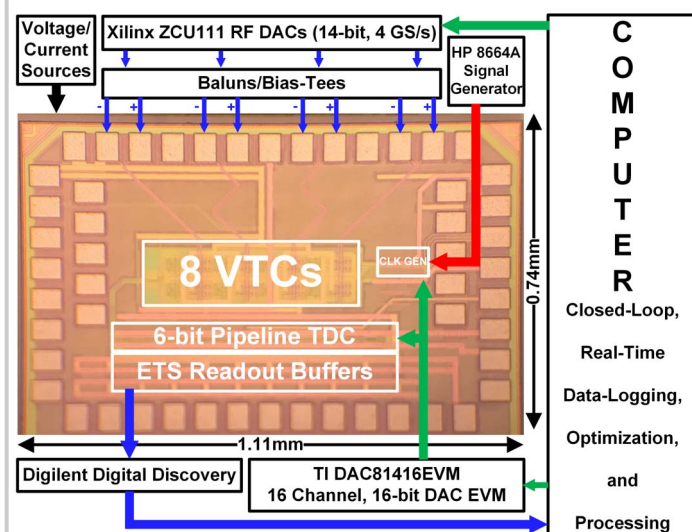 Voltage/
Current
Sources
Xilinx ZCU111 RF DACs (14-bit, 4 GS/s)
Baluns/Bias-Tees
- + - + - + - +
HP 8664A
Signal
Generator
COMPUTER
Closed-Loop,
Real-Time
Data-Logging,
Optimization,
and
Processing
8 VTCs
CLK GEN
6-bit Pipeline TDC
ETS Readout Buffers
0.74mm
1.11mm
Digilent Digital Discovery
TI DAC81416EVM
16 Channel, 16-bit DAC EVM